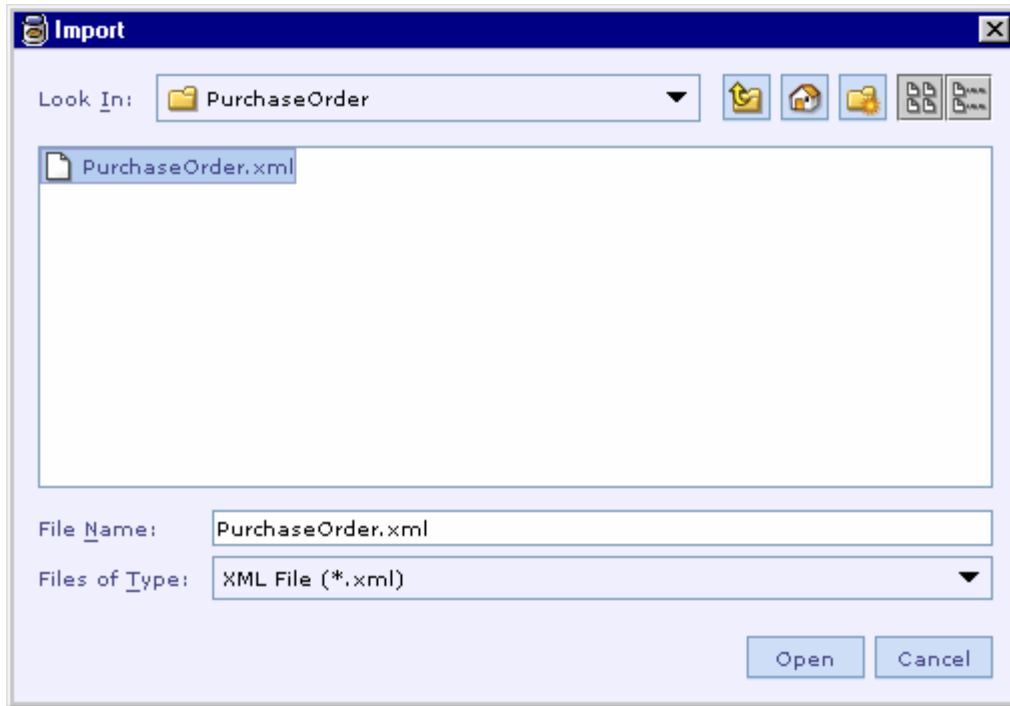 Import
Look In: PurchaseOrder
PurchaseOrder.xml
File Name: PurchaseOrder.xml
Files of Type: XML File (*.xml)
Open Cancel